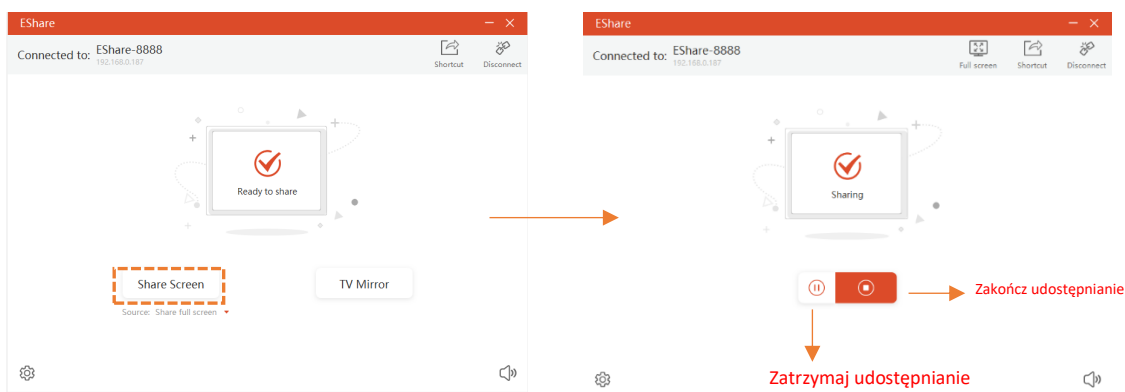 EShare
Connected to: EShare-8888
192.168.0.187
Shortcut
Disconnect
Ready to share
Share Screen
TV Mirror
Source: Share full screen
EShare
Connected to: EShare-8888
192.168.0.187
Full screen
Shortcut
Disconnect
Sharing
Zakończ udostępnianie
Zatrzymaj udostępnianie